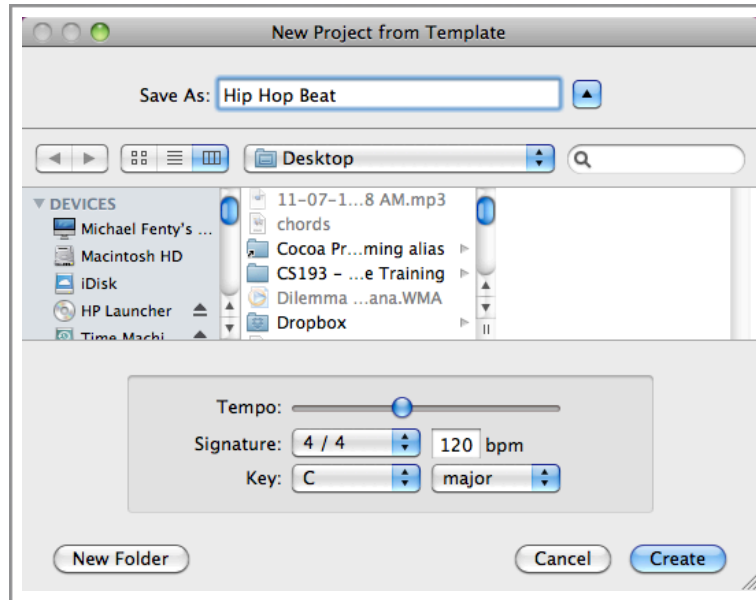 New Project from Template
Save As: Hip Hop Beat
Desktop
DEVICES
Michael Fenty's ...
Macintosh HD
iDisk
HP Launcher
Time Machi
11-07-1...8 AM.mp3
chords
Cocoa Pr...ming alias
CS193 - ...e Training
Dilemma ...ana.WMA
Dropbox
Tempo:
Signature: 4 / 4 120 bpm
Key: C major
New Folder Cancel Create